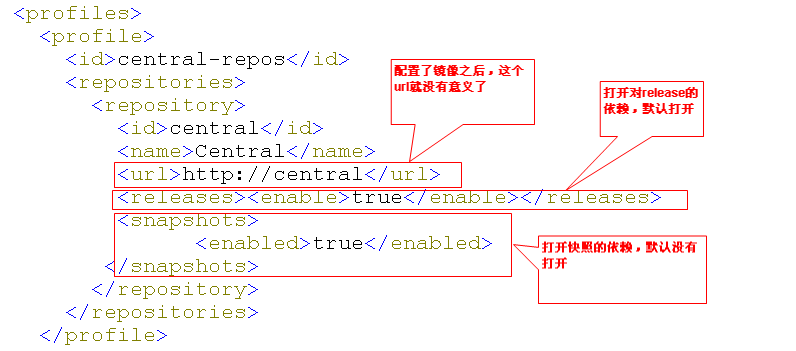 <profiles>
<profile>
<id>central-repos</id>
<repositories>
<repository>
<id>central</id>
<name>Central</name>
<url>http://central</url>
<releases><enable>true</enable></releases>
<snapshots>
<enabled>true</enabled>
</snapshots>
</repository>
</repositories>
</profile>
配置了镜像之后，这个
url就没有意义了
打开对release的
依赖，默认打开
打开快照的依赖，默认没有
打开